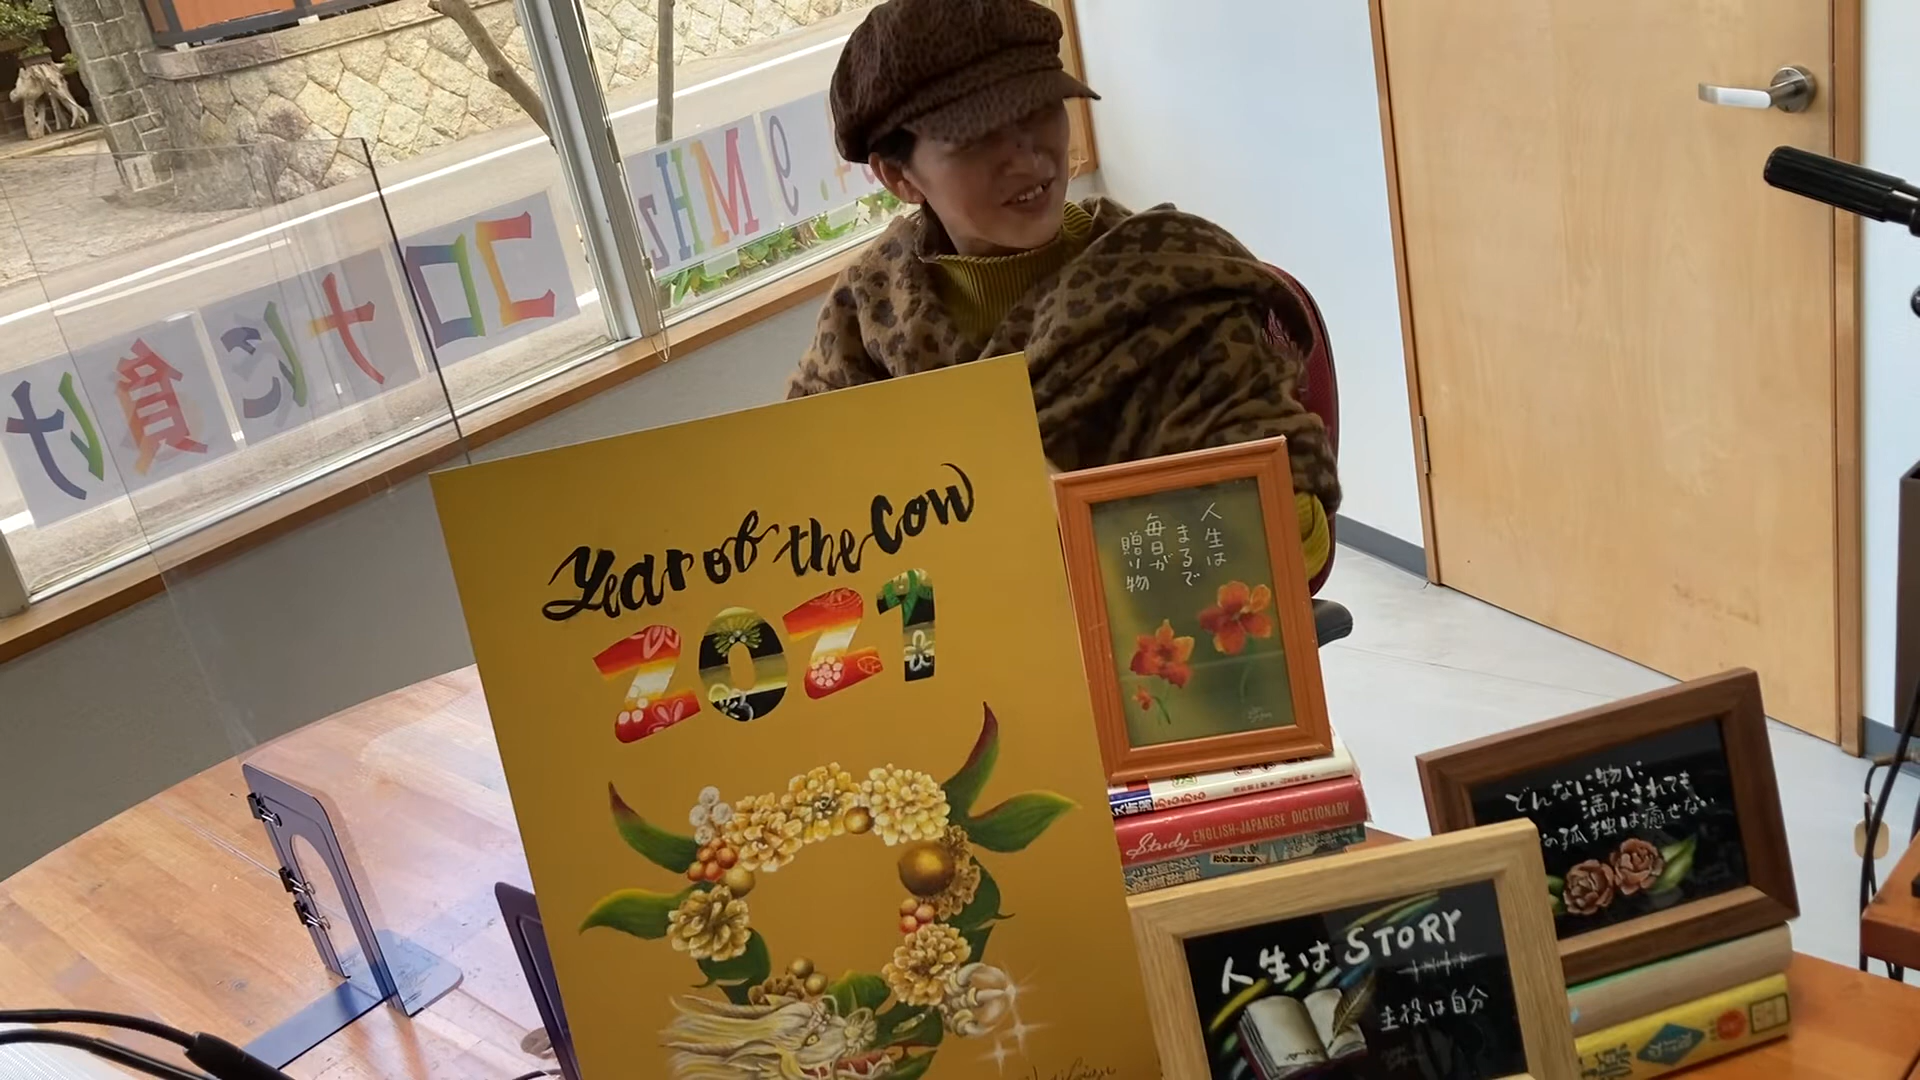 コロナに負け
4.9MHz
Year of the Cow
2021
人生は
まるで
毎日が
贈り物
Study ENGLISH-JAPANESE DICTIONARY
どんなに物に
満たされても
孤独は癒せない
人生はSTORY
主役は自分